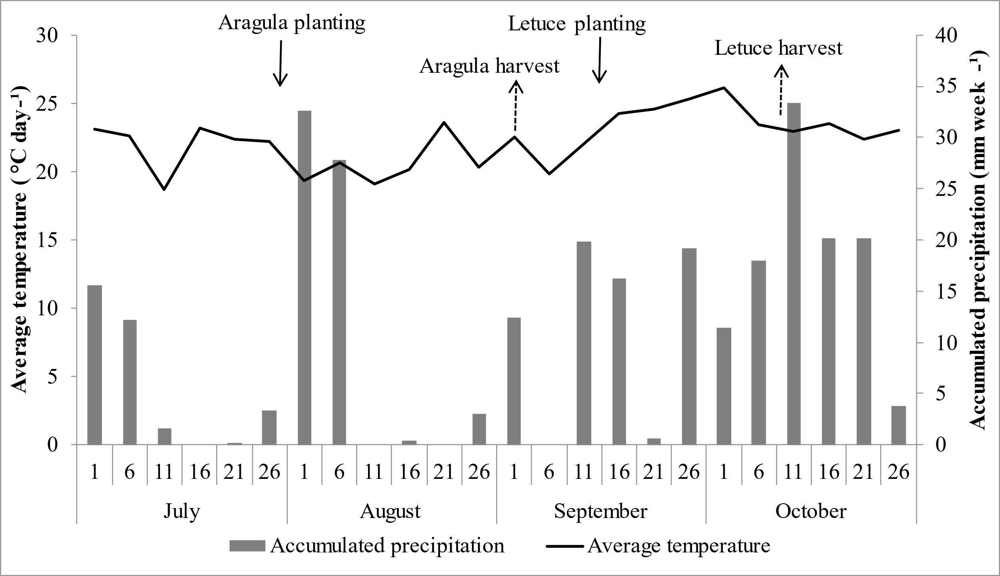 Aragula planting
Letuce planting
Letuce harvest
Aragula harvest
Average temperature (°C day-¹)
30
25
20
15
10
5
0
40
35
30
25
20
15
10
5
0
Accumulated precipitation (mm week -¹)
1 6 11 16 21 26 1 6 11 16 21 26 1 6 11 16 21 26 1 6 11 16 21 26
July August September October
Accumulated precipitation Average temperature